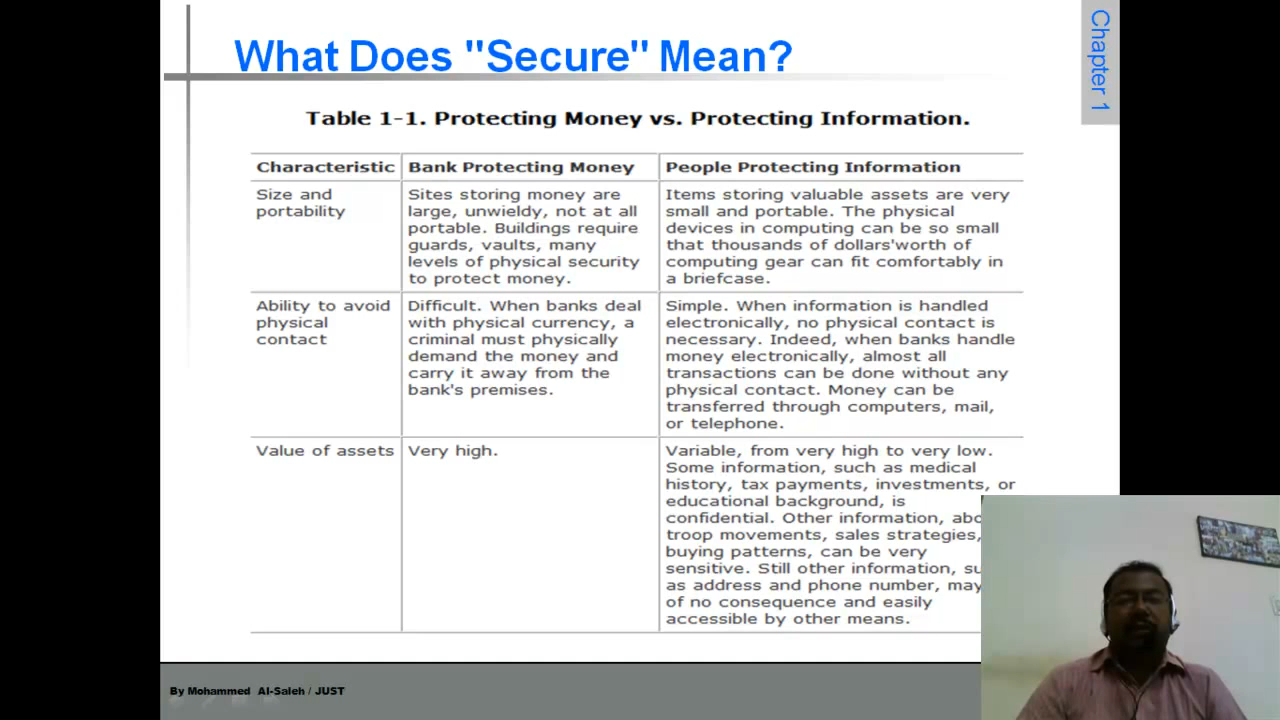 What Does "Secure" Mean?
Chapter 1
Table 1-1. Protecting Money vs. Protecting Information.
Characteristic Bank Protecting Money People Protecting Information
Size and
portability
Sites storing money are
large, unwieldy, not at all
portable. Buildings require
guards, vaults, many
levels of physical security
to protect money.
Items storing valuable assets are very
small and portable. The physical
devices in computing can be so small
that thousands of dollars'worth of
computing gear can fit comfortably in
a briefcase.
Ability to avoid
physical
contact
Difficult. When banks deal
with physical currency, a
criminal must physically
demand the money and
carry it away from the
bank's premises.
Simple. When information is handled
electronically, no physical contact is
necessary. Indeed, when banks handle
money electronically, almost all
transactions can be done without any
physical contact. Money can be
transferred through computers, mail,
or telephone.
Value of assets
Very high.
Variable, from very high to very low.
Some information, such as medical
history, tax payments, investments, or
educational background, is
confidential. Other information,
troop movements, sales strategies,
buying patterns, can be very
sensitive. Still other information,
as address and phone number, may
of no consequence and easily
accessible by other means.
By Mohammed Al-Saleh / JUST